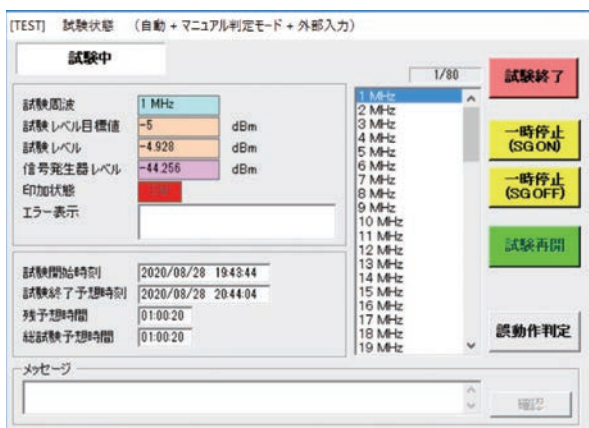 [TEST] 試験状態 （自動 + マニュアル判定モード + 外部入力）
試験中
試験周波 1 MHz
試験レベル目標値 -5 dBm
試験レベル -4.928 dBm
信号発生器レベル -44.256 dBm
印加状態
エラー表示
試験開始時刻 2020/08/28 19:43:44
試験終了予想時刻 2020/08/28 20:44:04
残予想時間 01:00:20
総試験予想時間 01:00:20
1/80
1 MHz
2 MHz
3 MHz
4 MHz
5 MHz
6 MHz
7 MHz
8 MHz
9 MHz
10 MHz
11 MHz
12 MHz
13 MHz
14 MHz
15 MHz
16 MHz
17 MHz
18 MHz
19 MHz
試験終了
一時停止
(SG ON)
一時停止
(SG OFF)
試験再開
誤動作判定
メッセージ
確認